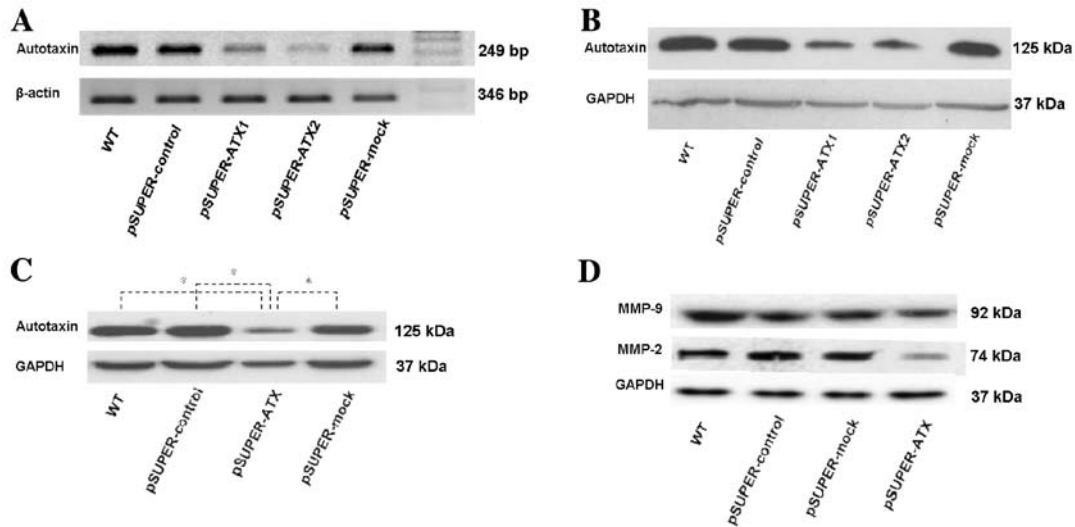 A
Autotaxin 249 bp
β-actin 346 bp
WT
pSUPER-control
pSUPER-ATX1
pSUPER-ATX2
pSUPER-mock
B
Autotaxin 125 kDa
GAPDH 37 kDa
WT
pSUPER-control
pSUPER-ATX1
pSUPER-ATX2
pSUPER-mock
C
Autotaxin 125 kDa
GAPDH 37 kDa
WT
pSUPER-control
pSUPER-ATX
pSUPER-mock
D
MMP-9 92 kDa
MMP-2 74 kDa
GAPDH 37 kDa
WT
pSUPER-control
pSUPER-mock
pSUPER-ATX